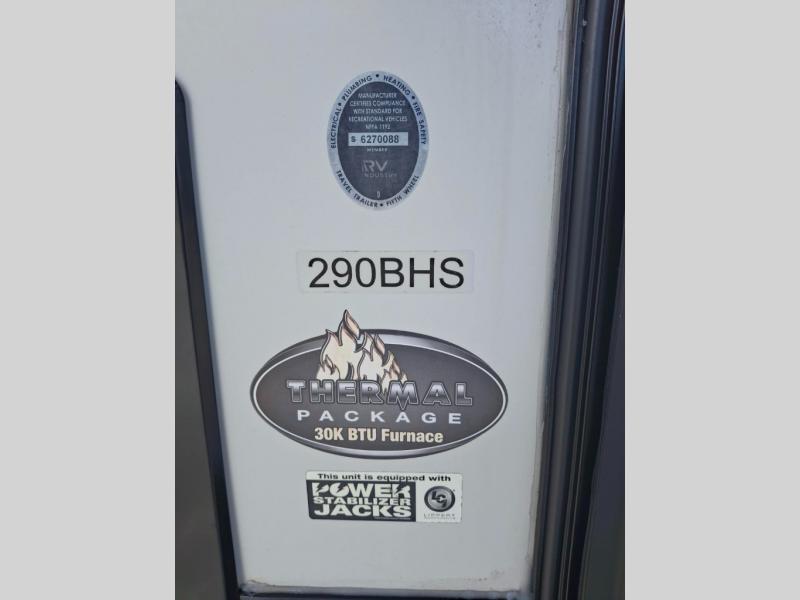 ELECTRICAL • PLUMBING • HEATING • FIRE SAFETY
MANUFACTURER
CERTIFIES COMPLIANCE
WITH STANDARD FOR
RECREATIONAL VEHICLES
NFPA 1192
S 6270088
MEMBER
RV
INDUSTRY
TRAVEL TRAILER • FIFTH WHEEL
290BHS
THERMAL
PACKAGE
30K BTU Furnace
This unit is equipped with
POWER
STABILIZER
JACKS
LIPPERT